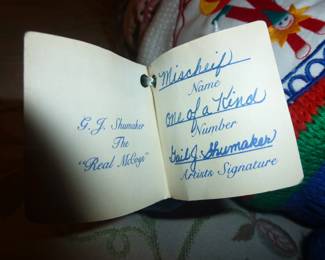 G. J. Shumaker
The
"Real McCoys"
Mischeif
Name
One of a Kind
Number
Gail J. Shumaker
Artists Signature